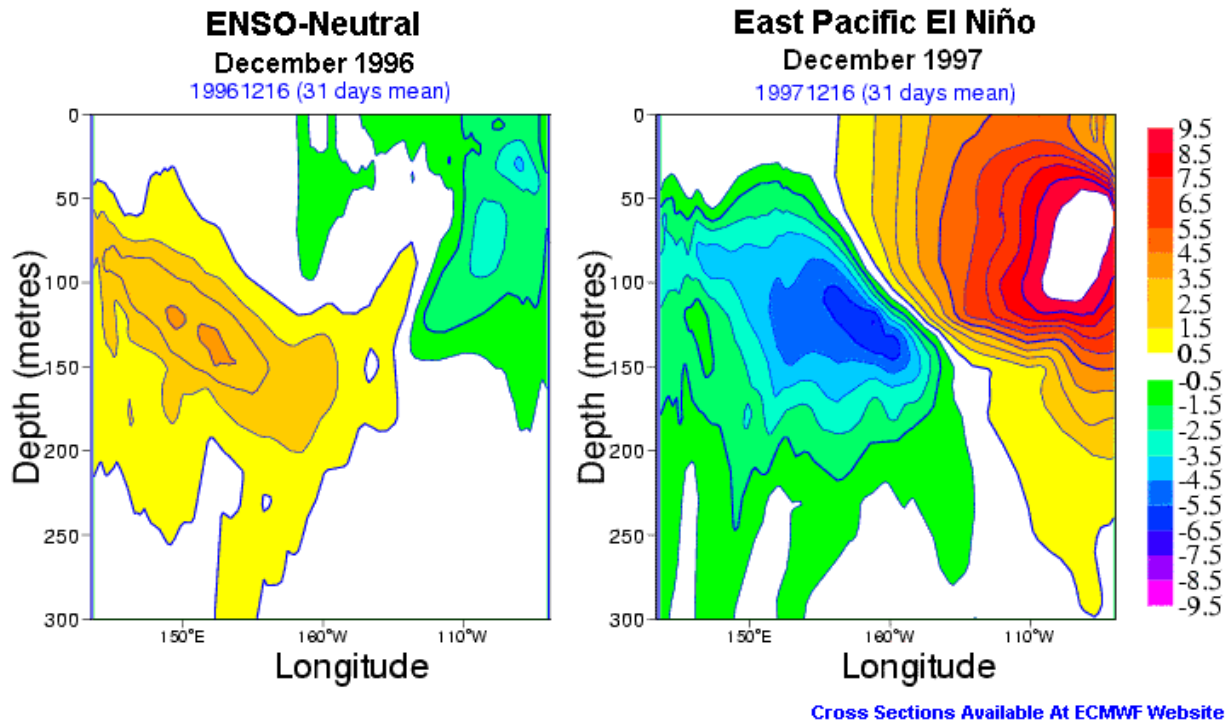 ENSO-Neutral
December 1996
19961216 (31 days mean)
0
50
100
150
200
250
300
Depth (metres)
150°E
160°W
110°W
Longitude
East Pacific El Niño
December 1997
19971216 (31 days mean)
0
50
100
150
200
250
300
Depth (metres)
150°E
160°W
110°W
Longitude
9.5
8.5
7.5
6.5
5.5
4.5
3.5
2.5
1.5
0.5
-0.5
-1.5
-2.5
-3.5
-4.5
-5.5
-6.5
-7.5
-8.5
-9.5
Cross Sections Available At ECMWF Website